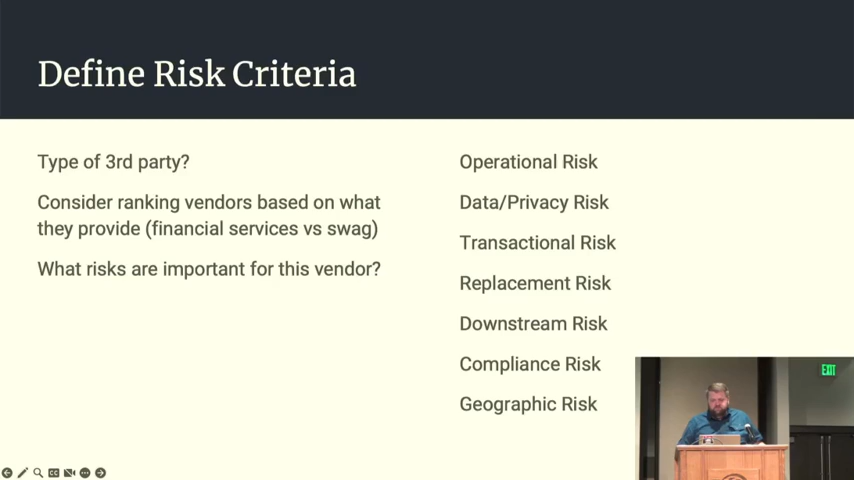 Define Risk Criteria
Type of 3rd party?
Consider ranking vendors based on what
they provide (financial services vs swag)
What risks are important for this vendor?
Operational Risk
Data/Privacy Risk
Transactional Risk
Replacement Risk
Downstream Risk
Compliance Risk
Geographic Risk
EXIT
CC